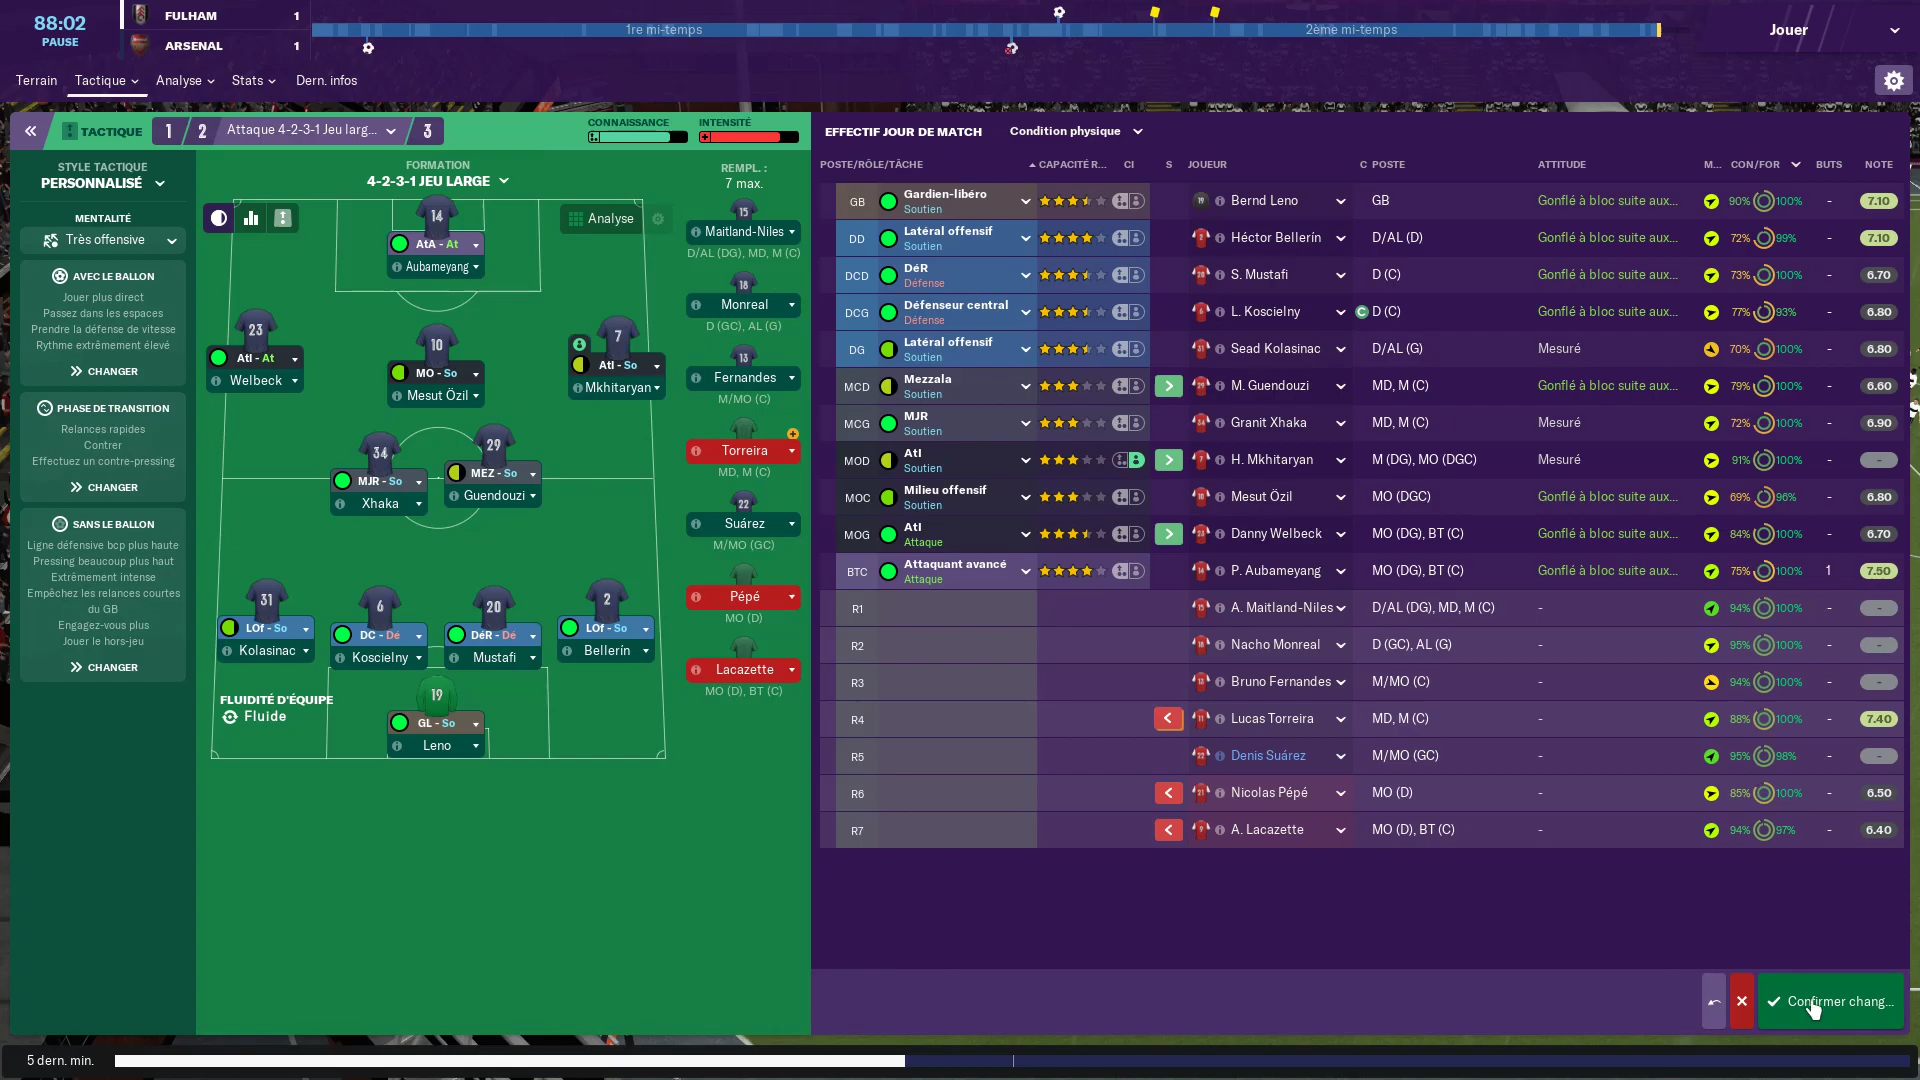 88:02
PAUSE
FULHAM 1
ARSENAL 1
1re mi-temps
2ème mi-temps
Jouer
Terrain
Tactique
Analyse
Stats
Dern. infos
TACTIQUE
1
2
Attaque 4-2-3-1 Jeu larg...
3
CONNAISSANCE
INTENSITÉ
STYLE TACTIQUE
PERSONNALISÉ
MENTALITÉ
Très offensive
AVEC LE BALLON
Jouer plus direct
Passez dans les espaces
Prendre la défense de vitesse
Rythme extrêmement élevé
CHANGER
PHASE DE TRANSITION
Relances rapides
Contrer
Effectuez un contre-pressing
CHANGER
SANS LE BALLON
Ligne défensive bcp plus haute
Pressing beaucoup plus haut
Extrêmement intense
Empêchez les relances courtes
du GB
Engagez-vous plus
Jouer le hors-jeu
CHANGER
FORMATION
4-2-3-1 JEU LARGE
Analyse
14
AtA - At
Aubameyang
23
AtI - At
Welbeck
10
MO - So
Mesut Özil
7
AtI - So
Mkhitaryan
34
MJR - So
Xhaka
29
MEZ - So
Guendouzi
31
LOf - So
Kolasinac
6
DC - Dé
Koscielny
20
DéR - Dé
Mustafi
2
LOf - So
Bellerín
19
GL - So
Leno
FLUIDITÉ D'ÉQUIPE
Fluide
REMPL. :
7 max.
15
Maitland-Niles
D/AL (DG), MD, M (C)
18
Monreal
D (GC), AL (G)
13
Fernandes
M/MO (C)
Torreira
MD, M (C)
22
Suárez
M/MO (GC)
Pépé
MO (D)
Lacazette
MO (D), BT (C)
EFFECTIF JOUR DE MATCH
Condition physique
POSTE/RÔLE/TÂCHE CAPACITÉ R... CI S JOUEUR C POSTE ATTITUDE M... CON/FOR BUTS NOTE
GB Gardien-libéro Soutien Bernd Leno GB Gonflé à bloc suite aux... 90% 100% - 7.10
DD Latéral offensif Soutien Héctor Bellerín D/AL (D) Gonflé à bloc suite aux... 72% 99% - 7.10
DCD DéR Défense S. Mustafi D (C) Gonflé à bloc suite aux... 73% 100% - 6.70
DCG Défenseur central Défense L. Koscielny C D (C) Gonflé à bloc suite aux... 77% 93% - 6.80
DG Latéral offensif Soutien Sead Kolasinac D/AL (G) Mesuré 70% 100% - 6.80
MCD Mezzala Soutien M. Guendouzi MD, M (C) Gonflé à bloc suite aux... 79% 100% - 6.60
MCG MJR Soutien Granit Xhaka MD, M (C) Mesuré 72% 100% - 6.90
MOD AtI Soutien H. Mkhitaryan M (DG), MO (DGC) Mesuré 91% 100% - -
MOC Milieu offensif Soutien Mesut Özil MO (DGC) Gonflé à bloc suite aux... 69% 96% - 6.80
MOG AtI Attaque Danny Welbeck MO (DG), BT (C) Gonflé à bloc suite aux... 84% 100% - 6.70
BTC Attaquant avancé Attaque P. Aubameyang MO (DG), BT (C) Gonflé à bloc suite aux... 75% 100% 1 7.50
R1 A. Maitland-Niles D/AL (DG), MD, M (C) - 94% 100% - -
R2 Nacho Monreal D (GC), AL (G) - 95% 100% - -
R3 Bruno Fernandes M/MO (C) - 94% 100% - -
R4 Lucas Torreira MD, M (C) - 88% 100% - 7.40
R5 Denis Suárez M/MO (GC) - 95% 98% - -
R6 Nicolas Pépé MO (D) - 85% 100% - 6.50
R7 A. Lacazette MO (D), BT (C) - 94% 97% - 6.40
Confirmer chang...
5 dern. min.